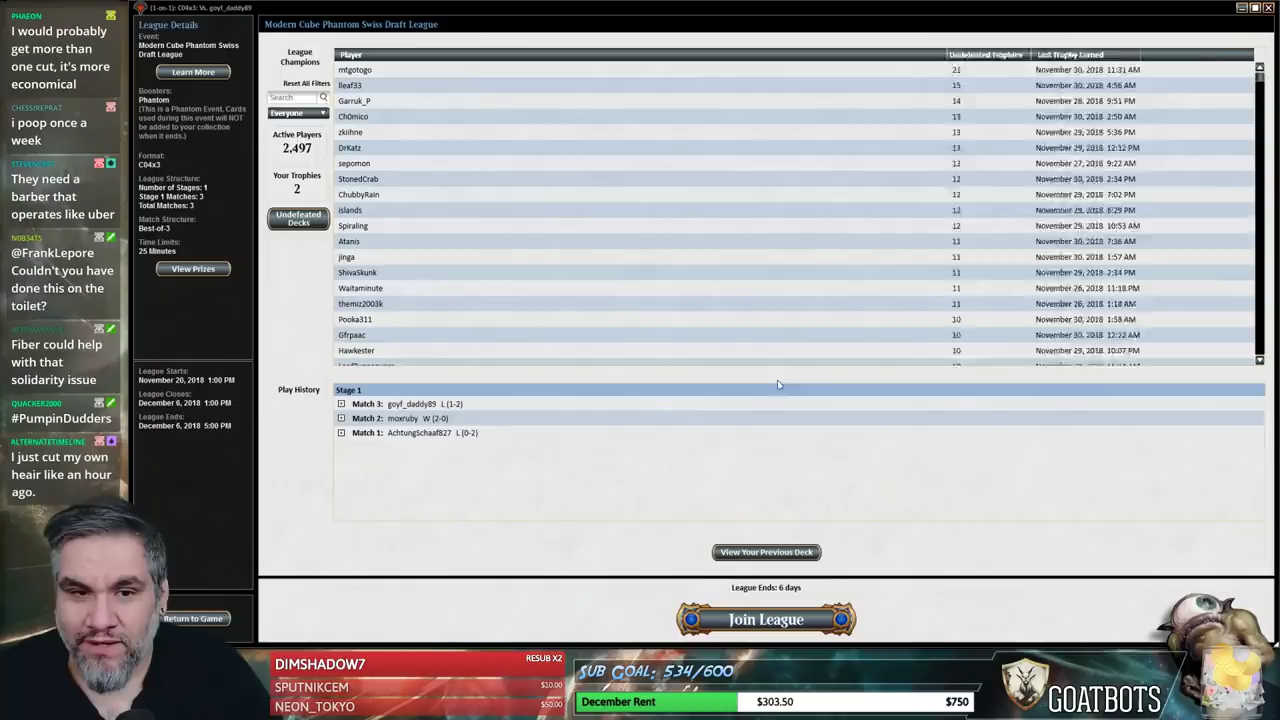 PHAEON
I would probably
get more than
one cut, it's more
economical
CHESSIREPRAT
i poop once a
week
They need a
barber that
operates like uber
N0B34TS
@FrankLepore
Couldn't you have
done this on the
toilet?
Fiber could help
with that
solidarity issue
QUACKER2000
#PumpinDudders
ALTERNATETIMELINE
I just cut my own
heair like an hour
ago.
[1-on-1]: C04x3: Vs. goyf_daddy89
League Details
Event:
Modern Cube Phantom Swiss
Draft League
Learn More
Boosters:
Phantom
(This is a Phantom Event. Cards
used during this event will NOT
be added to your collection
when it ends.)
Format:
C04x3
League Structure:
Number of Stages: 1
Stage 1 Matches: 3
Total Matches: 3
Match Structure:
Best-of-3
Time Limits:
25 Minutes
View Prizes
League Starts:
November 20, 2018 1:00 PM
League Closes:
December 6, 2018 1:00 PM
League Ends:
December 6, 2018 5:00 PM
Return to Game
Modern Cube Phantom Swiss Draft League
League
Champions
Reset All Filters
Search
Everyone
Active Players
2,497
Your Trophies
2
Undefeated
Decks
Player Undefeated Trophies Last Trophy Earned
mtgotogo 21 November 30, 2018 11:31 AM
lleaf33 15 November 30, 2018 4:56 AM
Garruk_P 14 November 28, 2018 9:51 PM
Ch0mico 13 November 30, 2018 2:50 AM
zkiihne 13 November 29, 2018 5:36 PM
DrKatz 13 November 29, 2018 12:12 PM
sepomon 13 November 27, 2018 9:22 AM
StonedCrab 12 November 30, 2018 2:34 PM
ChubbyRain 12 November 29, 2018 7:02 PM
islands 12 November 29, 2018 6:29 PM
Spiraling 12 November 29, 2018 10:53 AM
Atanis 11 November 30, 2018 7:36 AM
jinga 11 November 30, 2018 1:57 AM
ShivaSkunk 11 November 29, 2018 2:34 PM
Waitaminute 11 November 26, 2018 11:18 PM
themiz2003k 11 November 26, 2018 1:18 AM
Pooka311 10 November 30, 2018 1:58 AM
Gfrpaac 10 November 30, 2018 12:22 AM
Hawkester 10 November 29, 2018 10:07 PM
Play History
Stage 1
Match 3: goyf_daddy89 L (1-2)
Match 2: moxruby W (2-0)
Match 1: AchtungSchaaf827 L (0-2)
View Your Previous Deck
League Ends: 6 days
Join League
DIMSHADOW7 RESUB X2
SPUTNIKCEM $10.00
NEON_TOKYO $50.00
SUB GOAL: 534/600
December Rent $303.50 $750
GOATBOTS